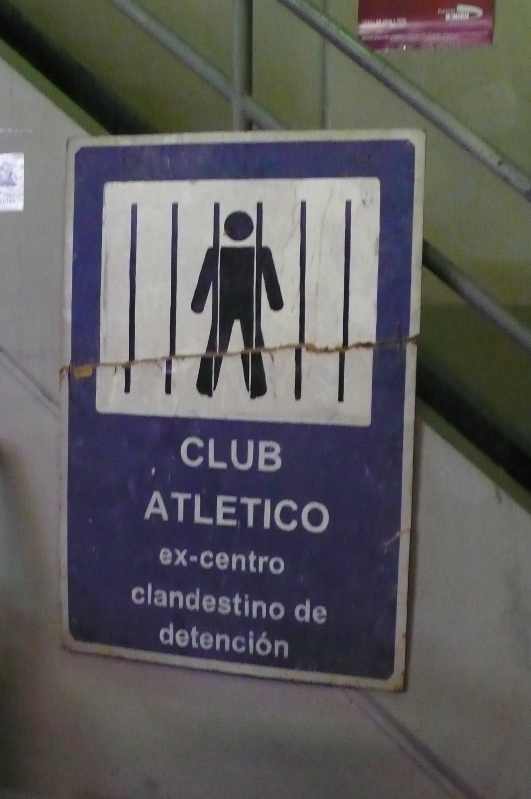 CLUB
ATLETICO
ex-centro
clandestino de
detención